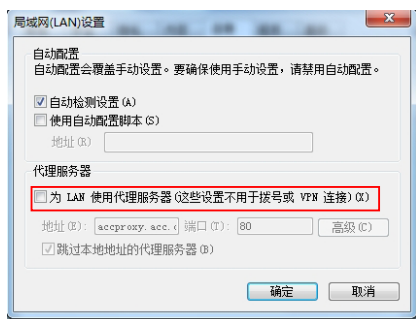 局域网(LAN)设置
自动配置
自动配置会覆盖手动设置。要确保使用手动设置，请禁用自动配置。
自动检测设置(A)
使用自动配置脚本(S)
地址(R)
代理服务器
为 LAN 使用代理服务器(这些设置不用于拨号或 VPN 连接)(X)
地址(E): accproxy.acc. 端口(T): 80 高级(C)
跳过本地地址的代理服务器(B)
确定 取消